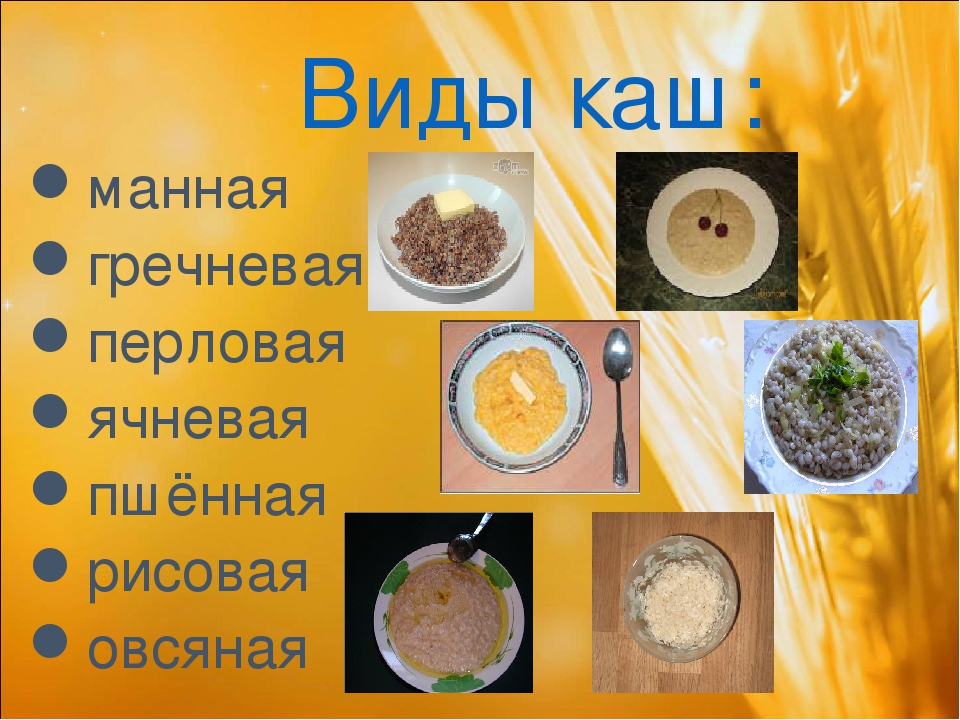 Виды каш:
манная
гречневая
перловая
ячневая
пшённая
рисовая
овсяная